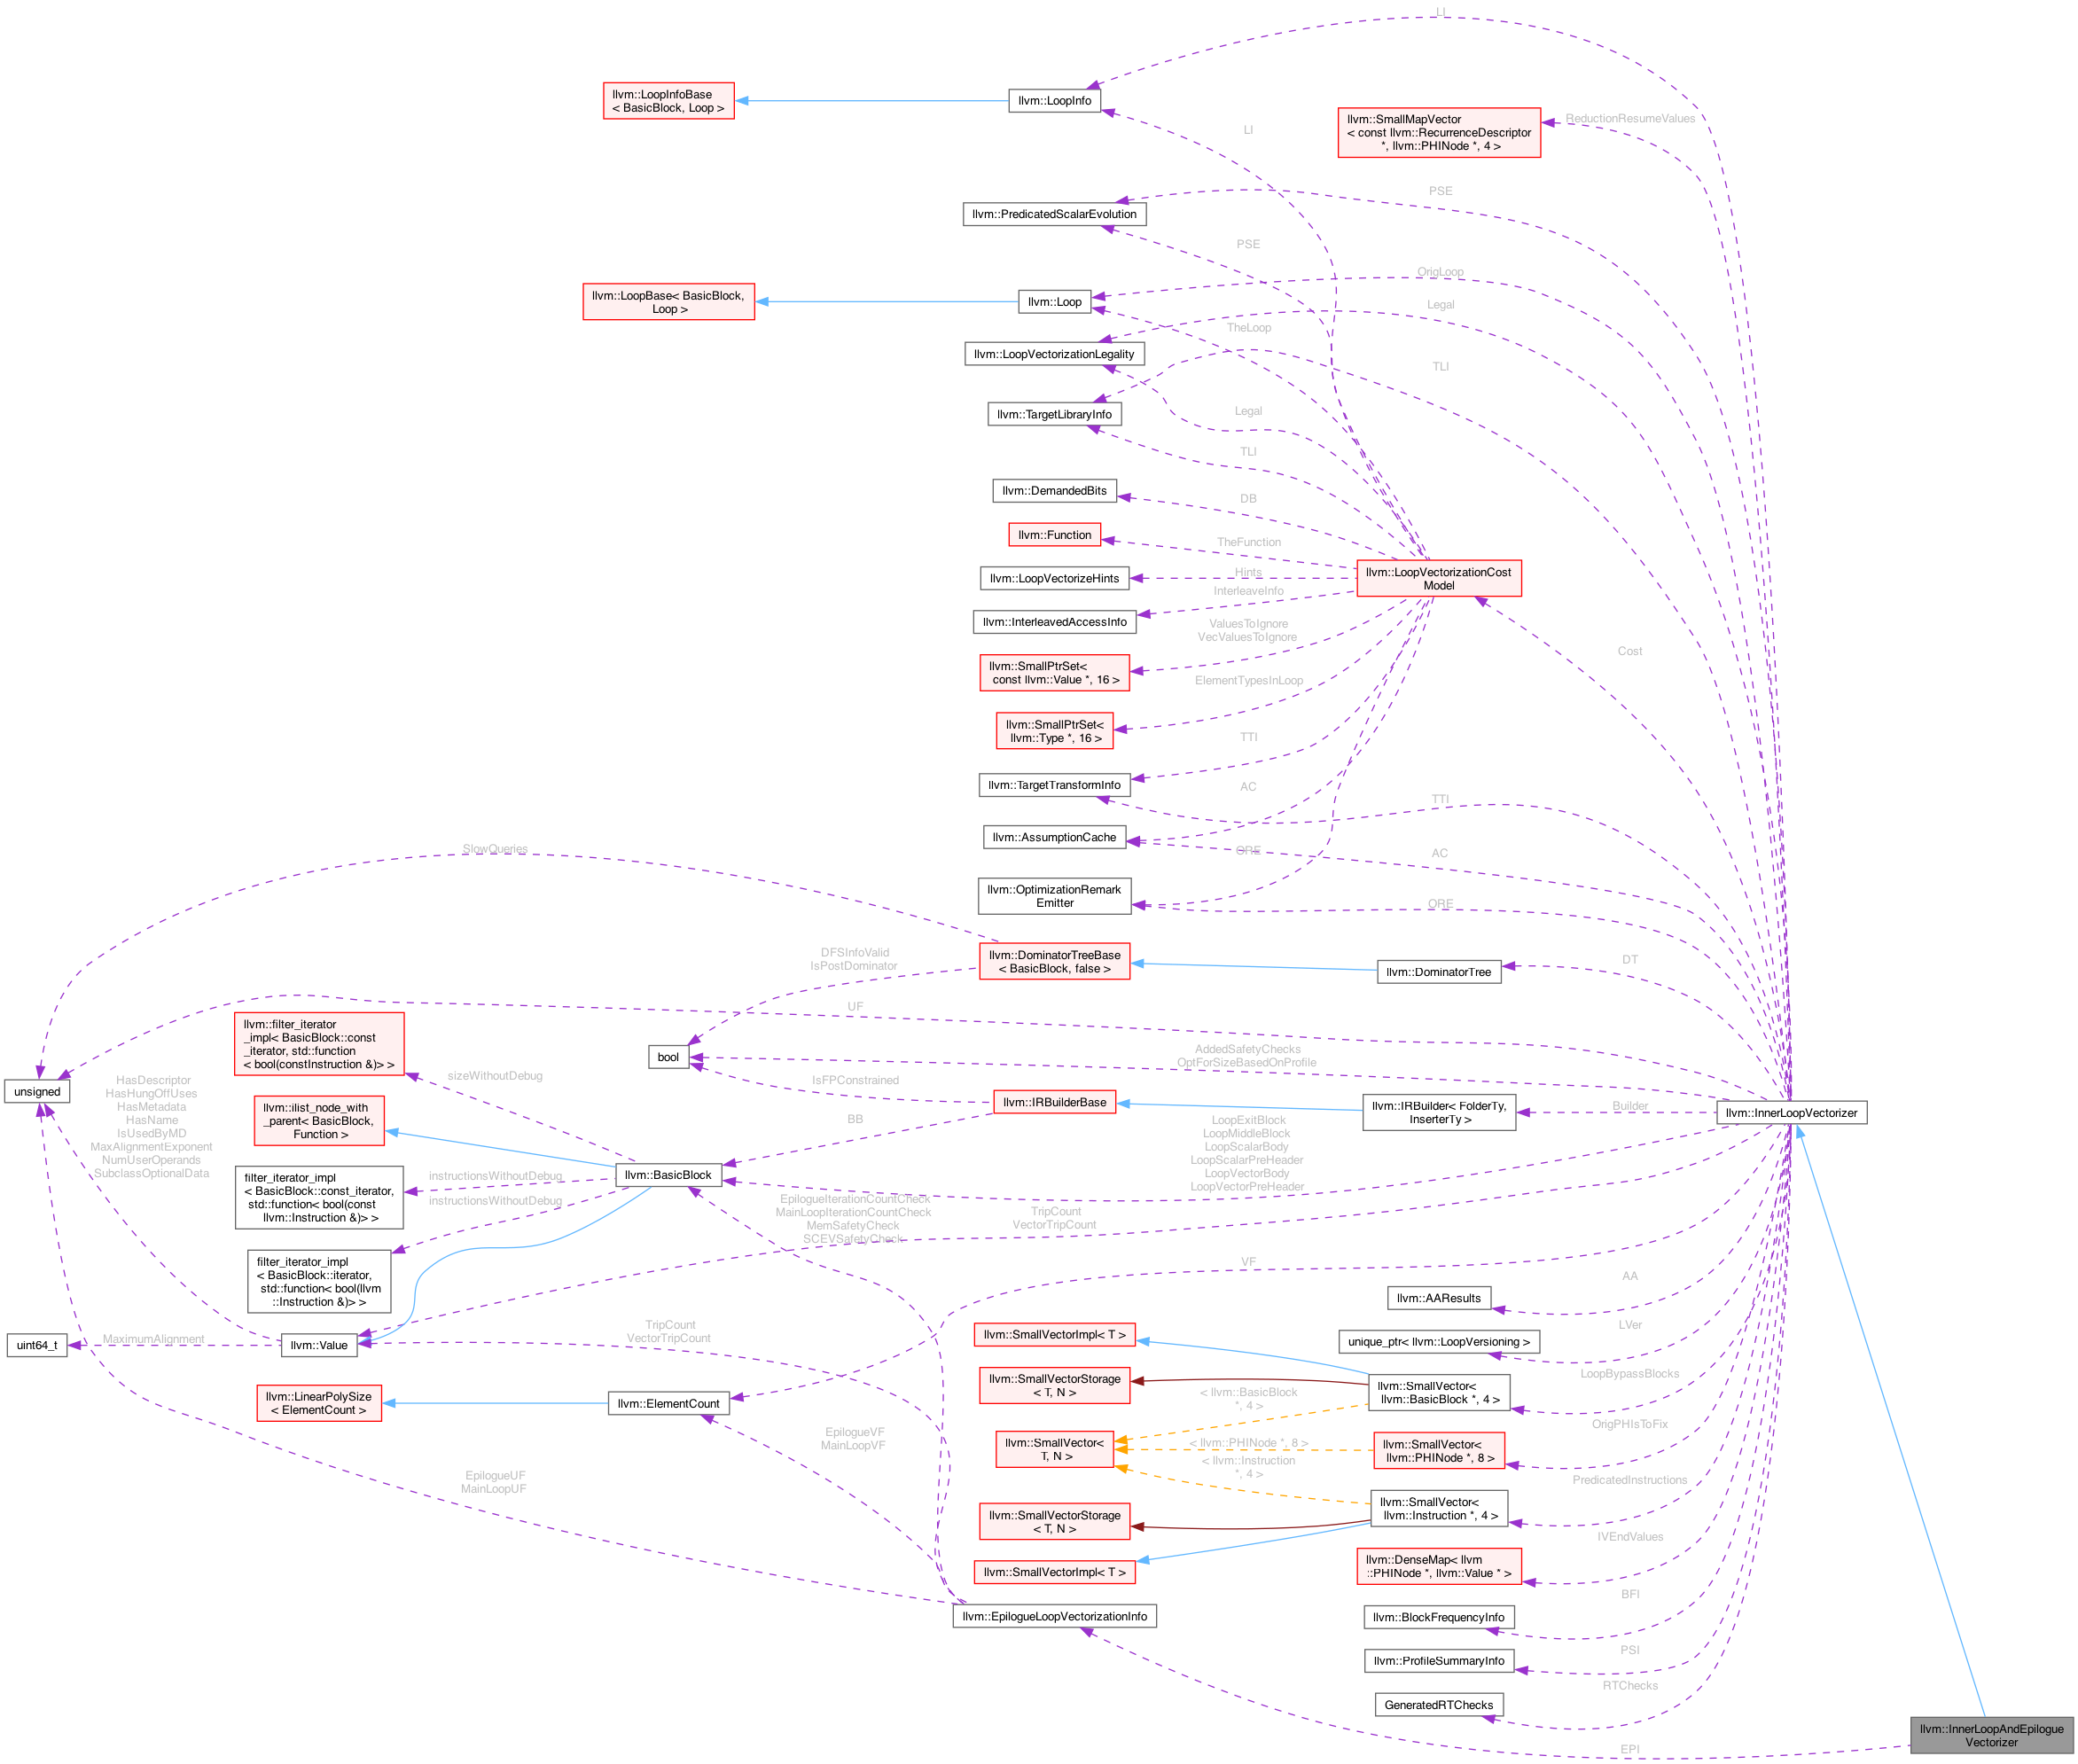 LI
llvm::LoopInfoBase
< BasicBlock, Loop >
llvm::LoopInfo
llvm::SmallMapVector
< const llvm::RecurrenceDescriptor
*, llvm::PHINode *, 4 >
ReductionResumeValues
LI
PSE
llvm::PredicatedScalarEvolution
PSE
OrigLoop
llvm::LoopBase< BasicBlock,
Loop >
llvm::Loop
Legal
TheLoop
llvm::LoopVectorizationLegality
TLI
llvm::TargetLibraryInfo
Legal
TLI
llvm::DemandedBits
DB
llvm::Function
TheFunction
llvm::LoopVectorizeHints
Hints
llvm::LoopVectorizationCost
Model
InterleaveInfo
llvm::InterleavedAccessInfo
ValuesToIgnore
VecValuesToIgnore
Cost
llvm::SmallPtrSet<
const llvm::Value *, 16 >
ElementTypesInLoop
llvm::SmallPtrSet<
llvm::Type *, 16 >
TTI
llvm::TargetTransformInfo
AC
TTI
llvm::AssumptionCache
SlowQueries
ORE
AC
llvm::OptimizationRemark
Emitter
ORE
DFSInfoValid
IsPostDominator
llvm::DominatorTreeBase
< BasicBlock, false >
llvm::DominatorTree
DT
UF
llvm::filter_iterator
_impl< BasicBlock::const
_iterator, std::function
< bool(constInstruction &)> >
bool
AddedSafetyChecks
OptForSizeBasedOnProfile
unsigned
HasDescriptor
HasHungOffUses
HasMetadata
HasName
IsUsedByMD
MaxAlignmentExponent
NumUserOperands
SubclassOptionalData
sizeWithoutDebug
IsFPConstrained
llvm::ilist_node_with
_parent< BasicBlock,
Function >
BB
llvm::IRBuilderBase
llvm::IRBuilder< FolderTy,
InserterTy >
Builder
llvm::InnerLoopVectorizer
LoopExitBlock
LoopMiddleBlock
LoopScalarBody
LoopScalarPreHeader
LoopVectorBody
LoopVectorPreHeader
filter_iterator_impl
< BasicBlock::const_iterator,
std::function< bool(const
llvm::Instruction &)> >
instructionsWithoutDebug
instructionsWithoutDebug
llvm::BasicBlock
EpilogueIterationCountCheck
MainLoopIterationCountCheck
MemSafetyCheck
SCEVSafetyCheck
TripCount
VectorTripCount
filter_iterator_impl
< BasicBlock::iterator,
std::function< bool(llvm
::Instruction &)> >
VF
AA
llvm::AAResults
uint64_t
MaximumAlignment
llvm::Value
TripCount
VectorTripCount
llvm::SmallVectorImpl< T >
unique_ptr< llvm::LoopVersioning >
LVer
llvm::SmallVectorStorage
< T, N >
LoopBypassBlocks
llvm::LinearPolySize
< ElementCount >
llvm::ElementCount
< llvm::BasicBlock
*, 4 >
llvm::SmallVector<
llvm::BasicBlock *, 4 >
EpilogueVF
MainLoopVF
llvm::SmallVector<
T, N >
< llvm::PHINode *, 8 >
< llvm::Instruction
*, 4 >
llvm::SmallVector<
llvm::PHINode *, 8 >
OrigPHIsToFix
EpilogueUF
MainLoopUF
PredicatedInstructions
llvm::SmallVectorStorage
< T, N >
llvm::SmallVector<
llvm::Instruction *, 4 >
IVEndValues
llvm::SmallVectorImpl< T >
llvm::DenseMap< llvm
::PHINode *, llvm::Value * >
BFI
llvm::EpilogueLoopVectorizationInfo
llvm::BlockFrequencyInfo
PSI
llvm::ProfileSummaryInfo
RTChecks
GeneratedRTChecks
EPI
llvm::InnerLoopAndEpilogue
Vectorizer